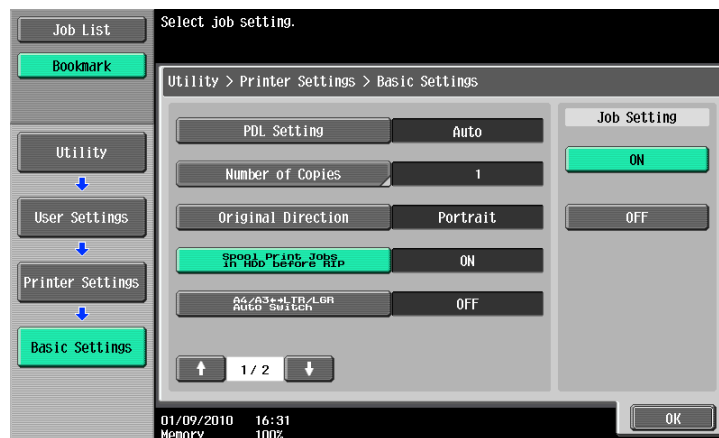 Job List
Bookmark
Utility
User Settings
Printer Settings
Basic Settings
Select job setting.
Utility > Printer Settings > Basic Settings
PDL Setting
Auto
Number of Copies
1
Original Direction
Portrait
Spool Print Jobs
in HDD before RIP
ON
A4/A3↔LTR/LGR
Auto Switch
OFF
1/ 2
Job Setting
ON
OFF
01/09/2010 16:31
Memory 100%
OK